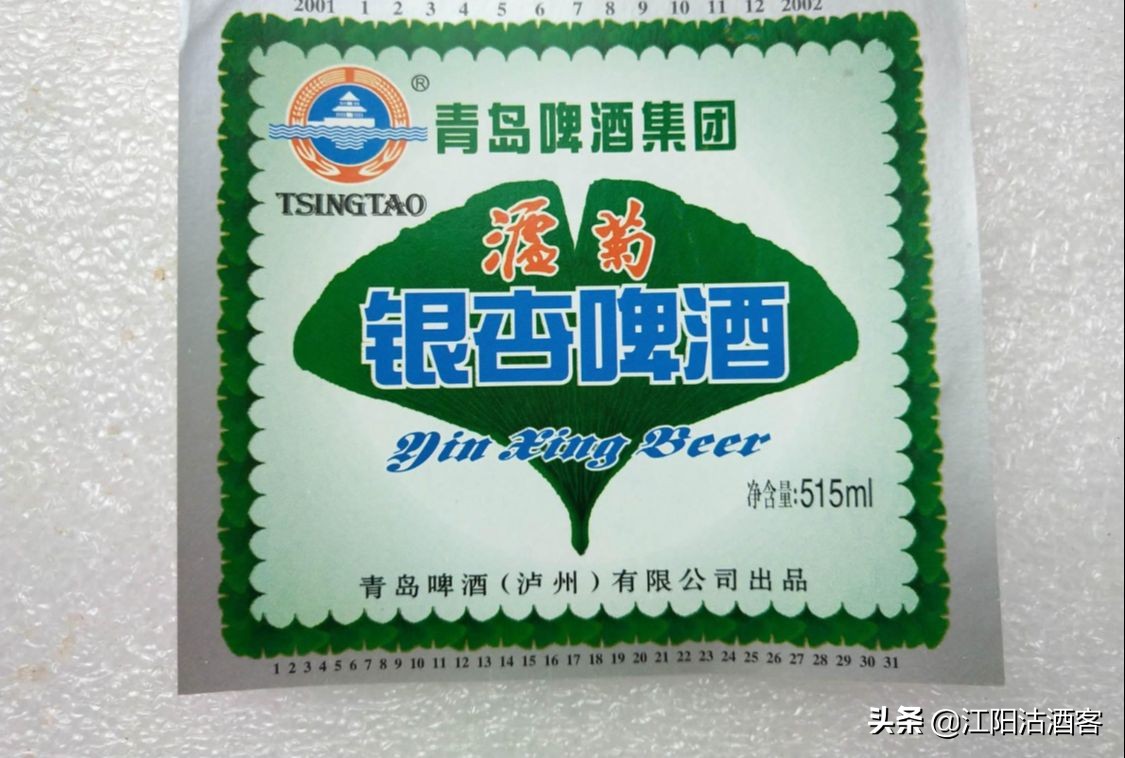 2001 1 2 3 4 5 6 7 8 9 10 11 12 2002
®
青岛啤酒集团
TSINGTAO
瀘菊
银杏啤酒
Yin Xing Beer
净含量:515ml
青岛啤酒(泸州)有限公司出品
1 2 3 4 5 6 7 8 9 10 11 12 13 14 15 16 17 18 19 20 21 22 23 24 25 26 27 28 29 30 31
头条 @江阳沽酒客